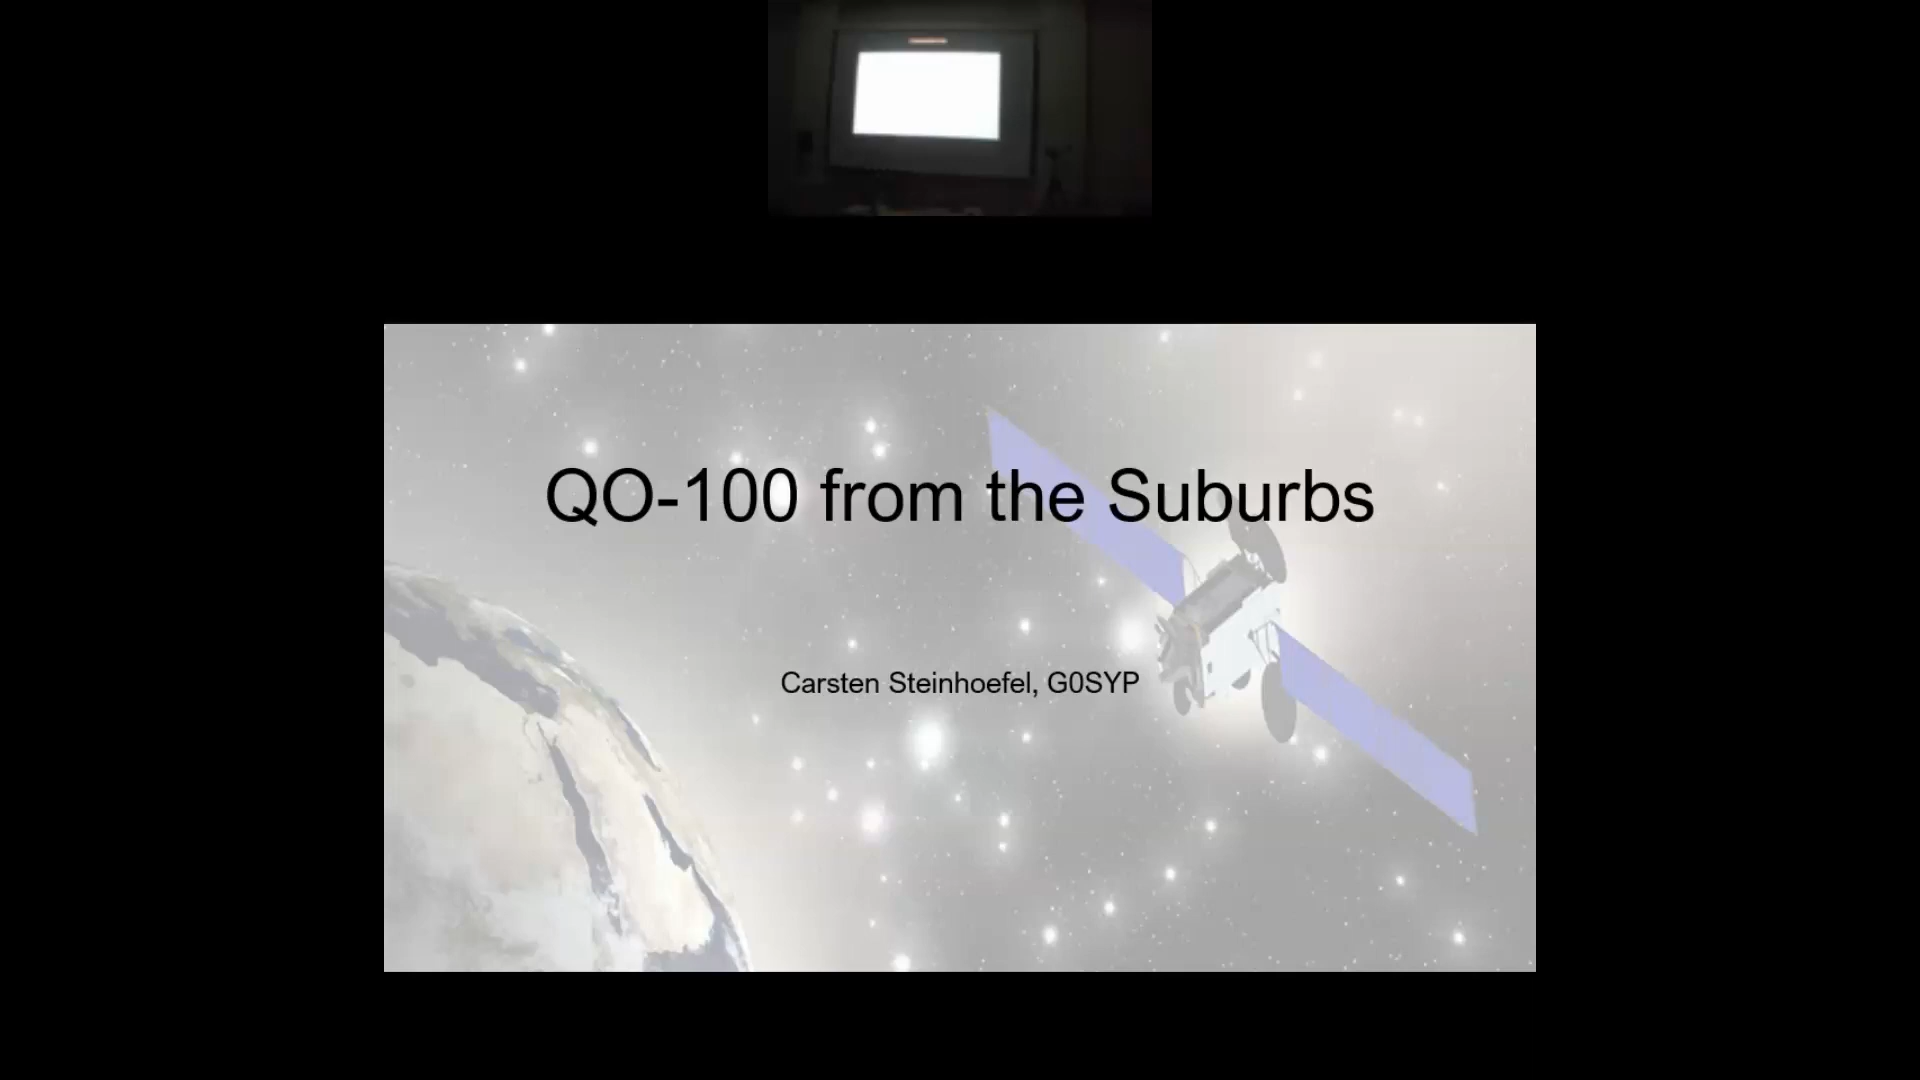 QO-100 from the Suburbs
Carsten Steinhoefel, G0SYP